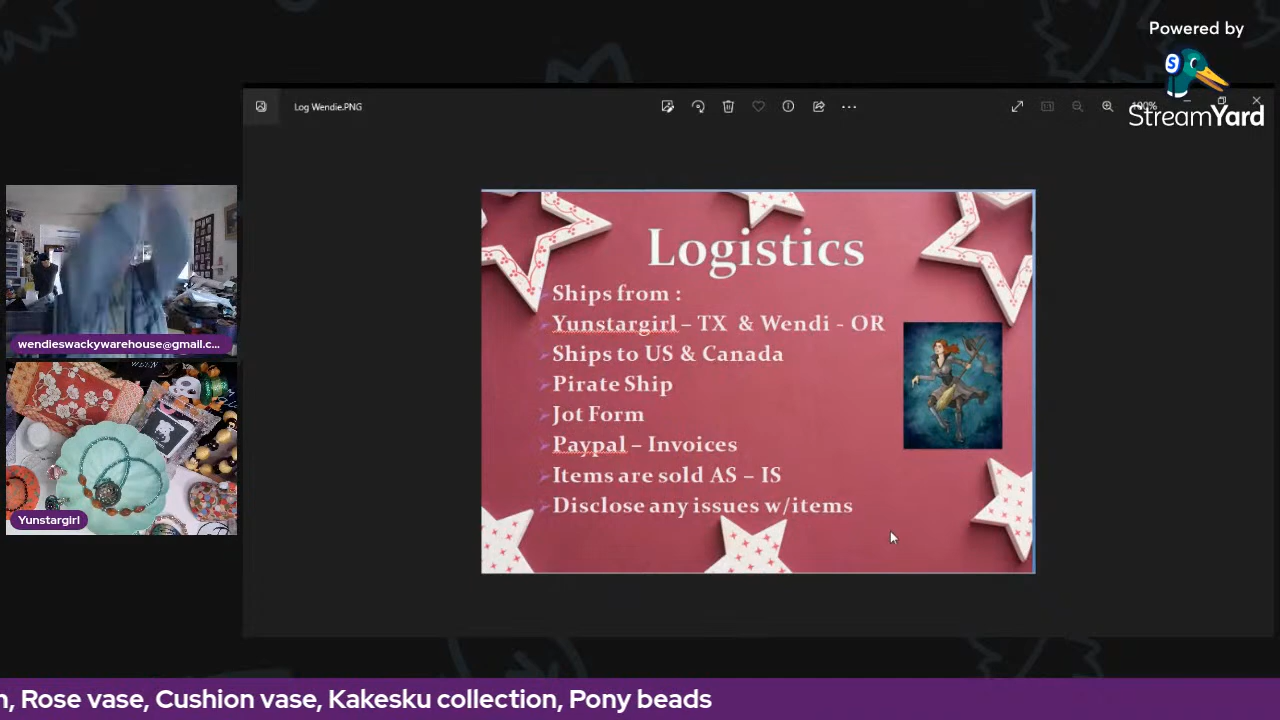 Powered by
StreamYard
Log Wendie.PNG
Logistics
Ships from :
Yunstargirl – TX & Wendi - OR
Ships to US & Canada
Pirate Ship
Jot Form
Paypal – Invoices
Items are sold AS – IS
Disclose any issues w/items
wendieswackywarehouse@gmail.c...
Yunstargirl
n, Rose vase, Cushion vase, Kakesku collection, Pony beads